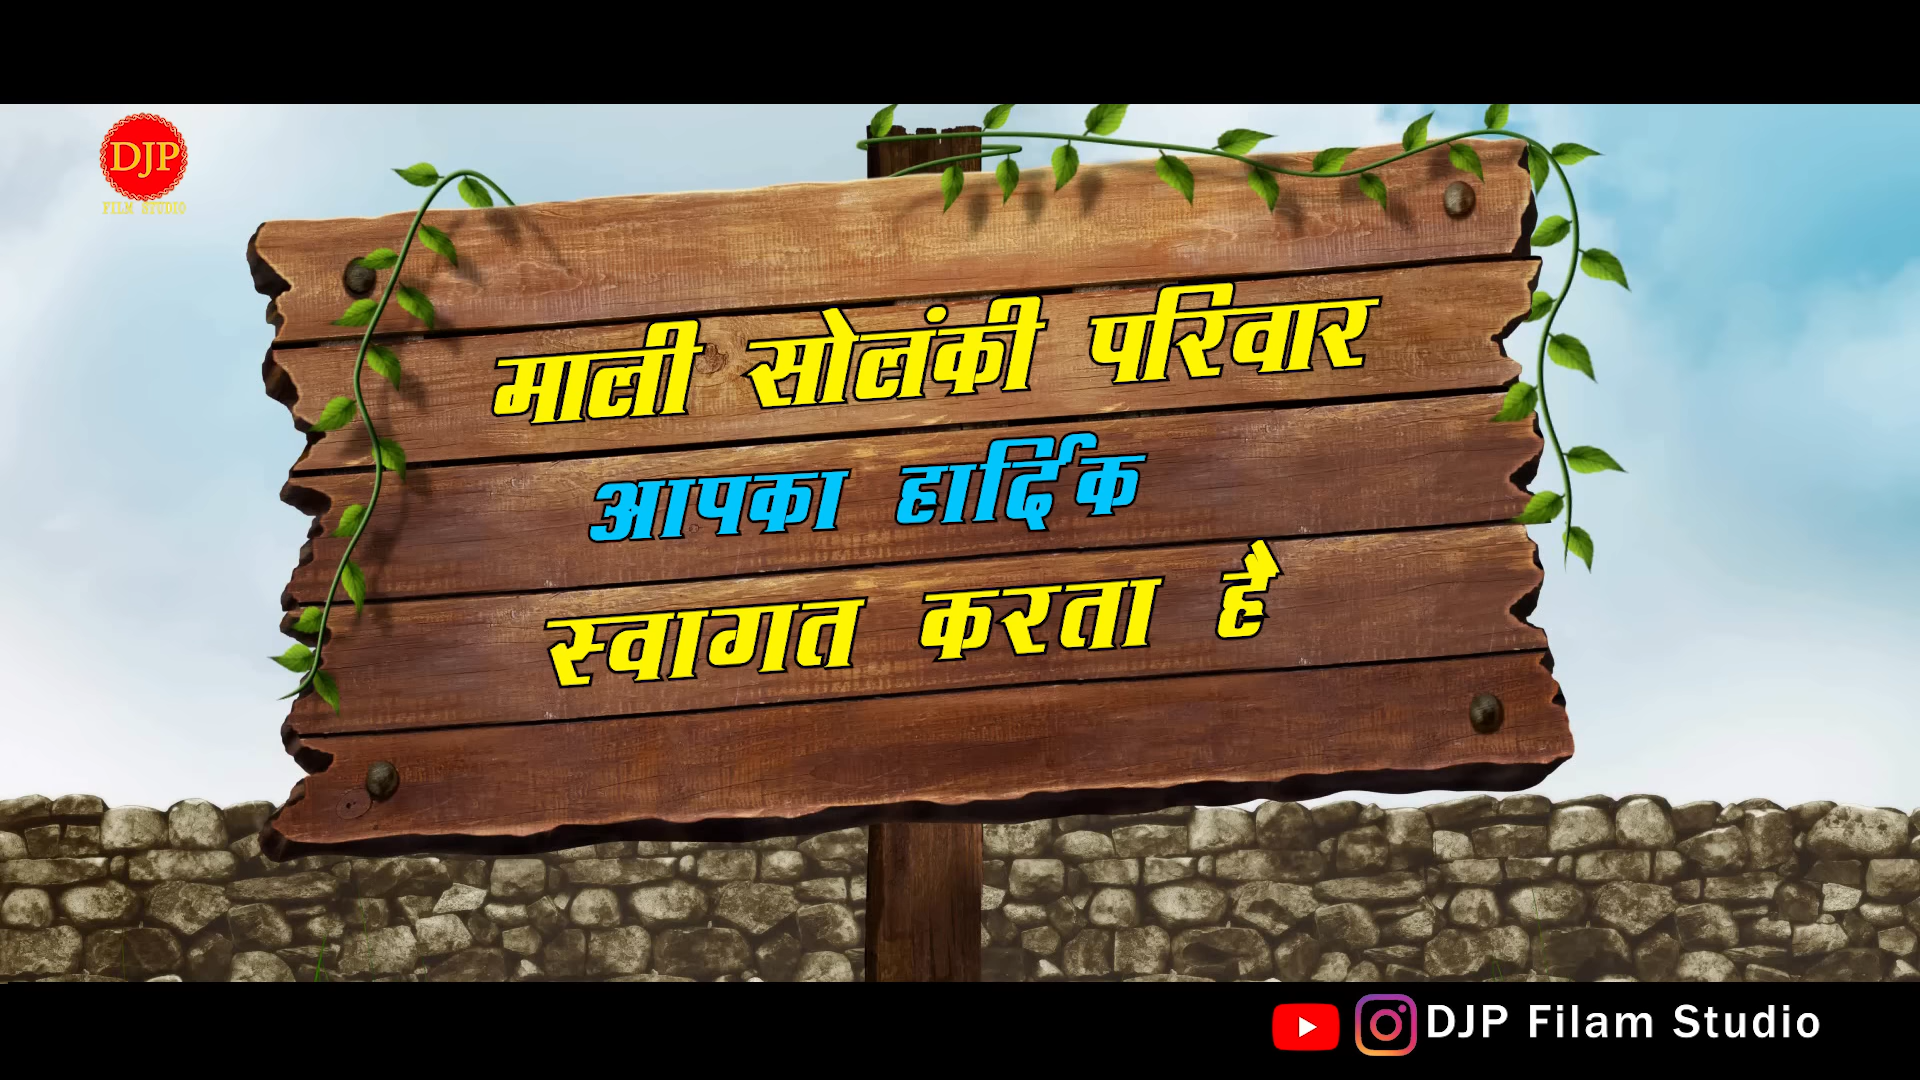 DJP
FILM STUDIO
माली सोलंकी परिवार
आपका हार्दिक
स्वागत करता है
DJP Filam Studio